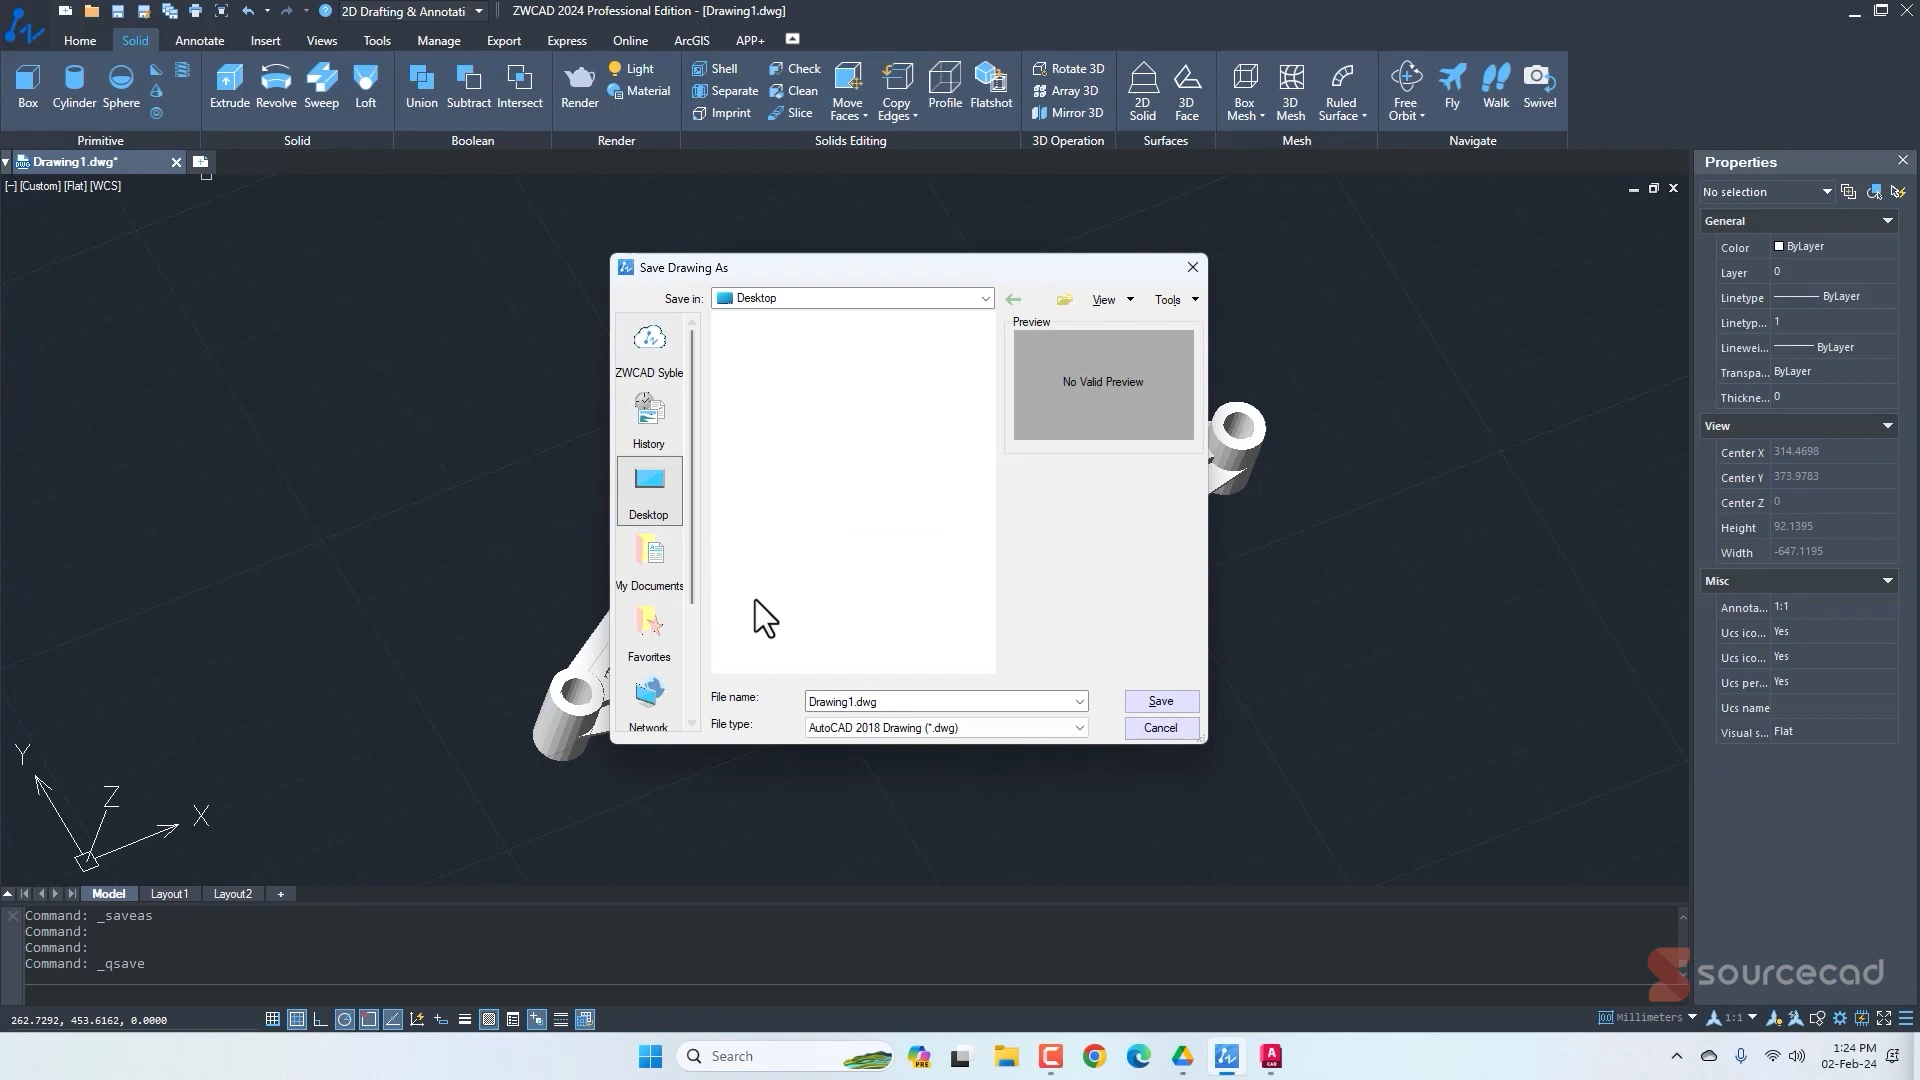 2D Drafting & Annotati
ZWCAD 2024 Professional Edition - [Drawing1.dwg]
Home
Solid
Annotate
Insert
Views
Tools
Manage
Export
Express
Online
ArcGIS
APP+
Box
Cylinder
Sphere
Extrude
Revolve
Sweep
Loft
Union
Subtract
Intersect
Render
Light
Material
Shell
Separate
Imprint
Check
Clean
Slice
Move
Faces
Copy
Edges
Profile
Flatshot
Rotate 3D
Array 3D
Mirror 3D
2D
Solid
3D
Face
Box
Mesh
3D
Mesh
Ruled
Surface
Free
Orbit
Fly
Walk
Swivel
Primitive
Solid
Boolean
Render
Solids Editing
3D Operation
Surfaces
Mesh
Navigate
Drawing1.dwg*
[−] [Custom] [Flat] [WCS]
Save Drawing As
Save in:
Desktop
View
Tools
ZWCAD Syble
History
Desktop
My Documents
Favorites
Network
Preview
No Valid Preview
File name:
Drawing1.dwg
Save
File type:
AutoCAD 2018 Drawing (*.dwg)
Cancel
Properties
No selection
General
Color ByLayer
Layer 0
Linetype ByLayer
Linetyp... 1
Linewei... ByLayer
Transpa... ByLayer
Thickne... 0
View
Center X 314.4698
Center Y 373.9783
Center Z 0
Height 92.1395
Width -647.1195
Misc
Annota... 1:1
Ucs ico... Yes
Ucs ico... Yes
Ucs per... Yes
Ucs name
Visual s... Flat
Y
Z
X
Model
Layout1
Layout2
+
Command: _saveas
Command:
Command:
Command: _qsave
sourcecad
262.7292, 453.6162, 0.0000
Millimeters
1:1
Search
PRE
1:24 PM
02-Feb-24